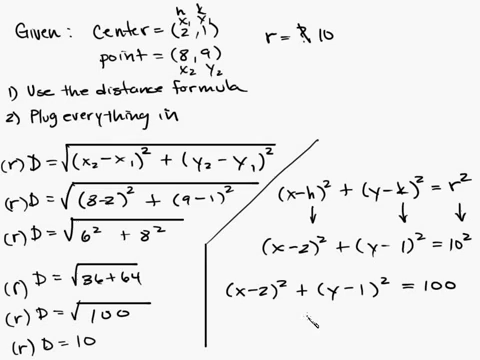 h k
x₁ y₁
Given: center = (2, 1)
r = 10
point = (8, 9)
x₂ y₂
1) Use the distance formula
2) Plug everything in
(r) D = √(x₂-x₁)² + (y₂-y₁)²
(r) D = √(8-2)² + (9-1)²
(r) D = √6² + 8²
(r) D = √36+64
(r) D = √100
(r) D = 10
(x-h)² + (y-k)² = r²
(x-2)² + (y-1)² = 10²
(x-2)² + (y-1)² = 100